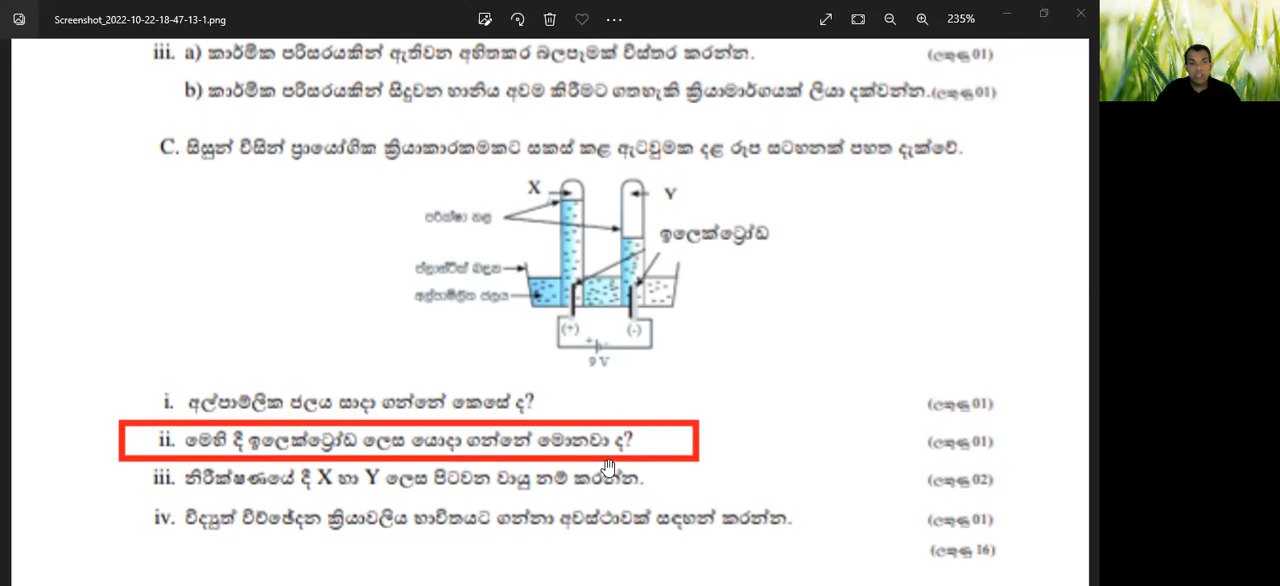 Screenshot_2022-10-22-18-47-13-1.png
235%
iii. a) කාර්මික පරිසරයකින් ඇතිවන අහිතකර බලපෑමක් විස්තර කරන්න. (ලකුණු 01)
b) කාර්මික පරිසරයකින් සිදුවන හානිය අවම කිරීමට ගතහැකි ක්‍රියාමාර්ගයක් ලියා දක්වන්න.(ලකුණු 01)
C. සිසුන් විසින් ප්‍රායෝගික ක්‍රියාකාරකමකට සකස් කළ ඇටවුමක දළ රූප සටහනක් පහත දැක්වේ.
X
Y
පරීක්ෂා නළ
ඉලෙක්ට්‍රෝඩ
ප්ලාස්ටික් බඳුන
අල්පාම්ලික ජලය
(+)
(-)
+ -
9 V
i. අල්පාම්ලික ජලය සාදා ගන්නේ කෙසේ ද? (ලකුණු 01)
ii. මෙහි දී ඉලෙක්ට්‍රෝඩ ලෙස යොදා ගන්නේ මොනවා ද? (ලකුණු 01)
iii. නිරීක්ෂණයේ දී X හා Y ලෙස පිටවන වායු නම් කරන්න. (ලකුණු 02)
iv. විද්‍යුත් විච්ඡේදන ක්‍රියාවලිය භාවිතයට ගන්නා අවස්ථාවක් සඳහන් කරන්න. (ලකුණු 01)
(ලකුණු 16)